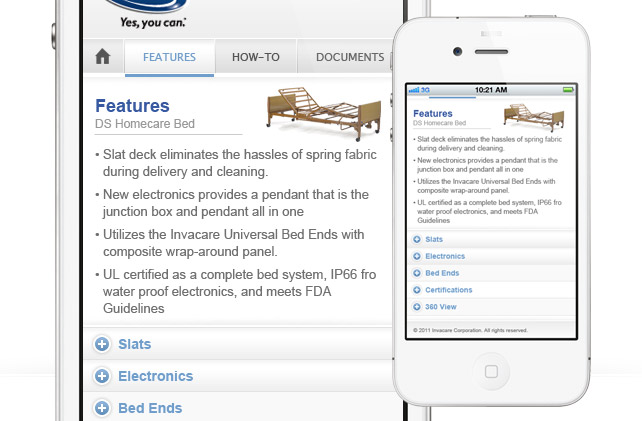 Yes, you can.
FEATURES
HOW-TO
DOCUMENTS
Features
DS Homecare Bed
• Slat deck eliminates the hassles of spring fabric
during delivery and cleaning.
• New electronics provides a pendant that is the
junction box and pendant all in one
• Utilizes the Invacare Universal Bed Ends with
composite wrap-around panel.
• UL certified as a complete bed system, IP66 fro
water proof electronics, and meets FDA
Guidelines
Slats
Electronics
Bed Ends
3G
10:21 AM
Features
DS Homecare Bed
• Slat deck eliminates the hassles of spring fabric
during delivery and cleaning.
• New electronics provides a pendant that is the
junction box and pendant all in one
• Utilizes the Invacare Universal Bed Ends with
composite wrap-around panel.
• UL certified as a complete bed system, IP66 fro
water proof electronics, and meets FDA
Guidelines
Slats
Electronics
Bed Ends
Certifications
360 View
© 2011 Invacare Corporation. All rights reserved.